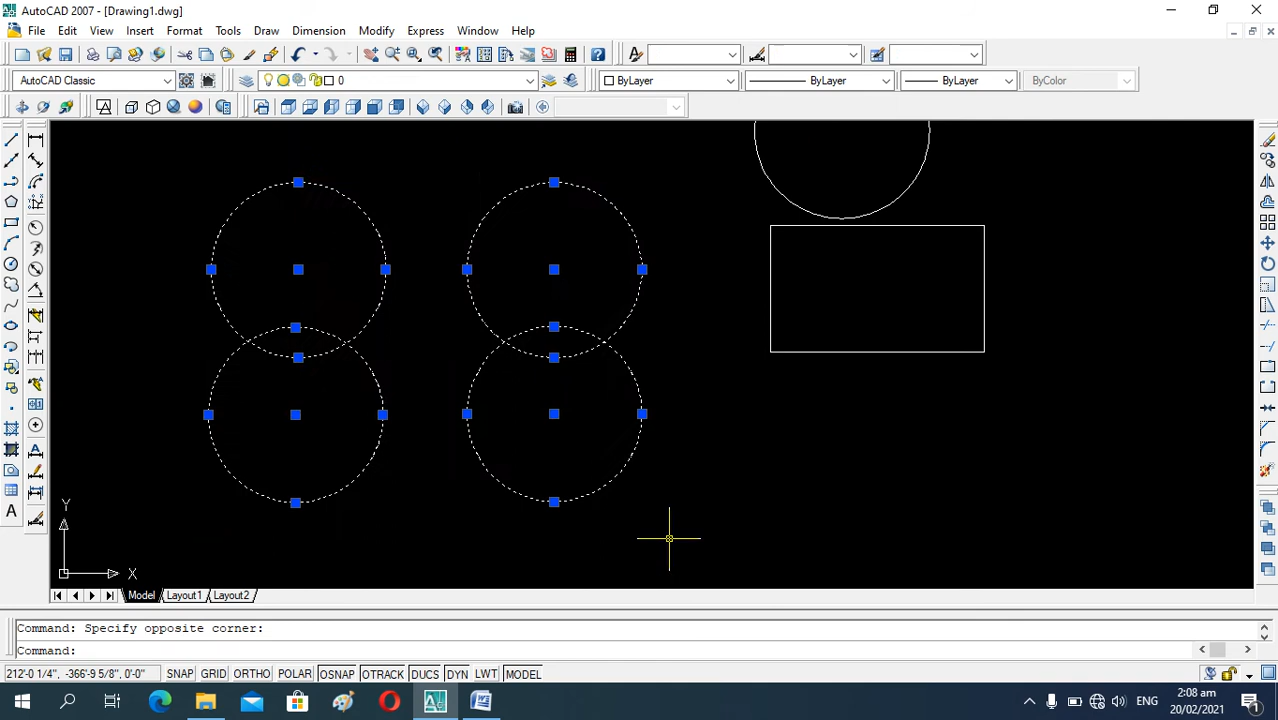 AutoCAD 2007 - [Drawing1.dwg]
File Edit View Insert Format Tools Draw Dimension Modify Express Window Help
AutoCAD Classic 0 ByLayer ByLayer ByLayer ByColor
Y
X
Model Layout1 Layout2
Command: Specify opposite corner:
Command:
212'-0 1/4", -366'-9 5/8", 0'-0" SNAP GRID ORTHO POLAR OSNAP OTRACK DUCS DYN LWT MODEL
ENG
2:08 am
20/02/2021
1